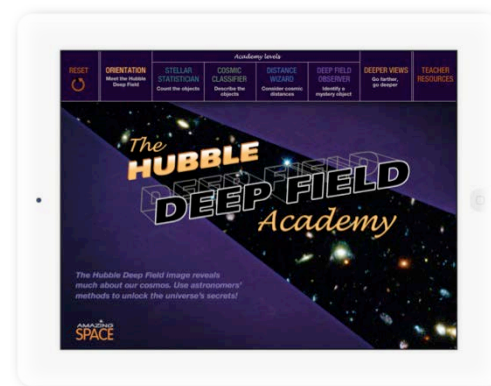 Academy levels
RESET
ORIENTATION
Meet the Hubble
Deep Field
STELLAR
STATISTICIAN
Count the objects
COSMIC
CLASSIFIER
Describe the
objects
DISTANCE
WIZARD
Consider cosmic
distances
DEEP FIELD
OBSERVER
Identify a
mystery object
DEEPER VIEWS
Go farther,
go deeper
TEACHER
RESOURCES
The
HUBBLE
DEEP FIELD
Academy
The Hubble Deep Field image reveals
much about our cosmos. Use astronomers'
methods to unlock the universe's secrets!
AMAZING
SPACE